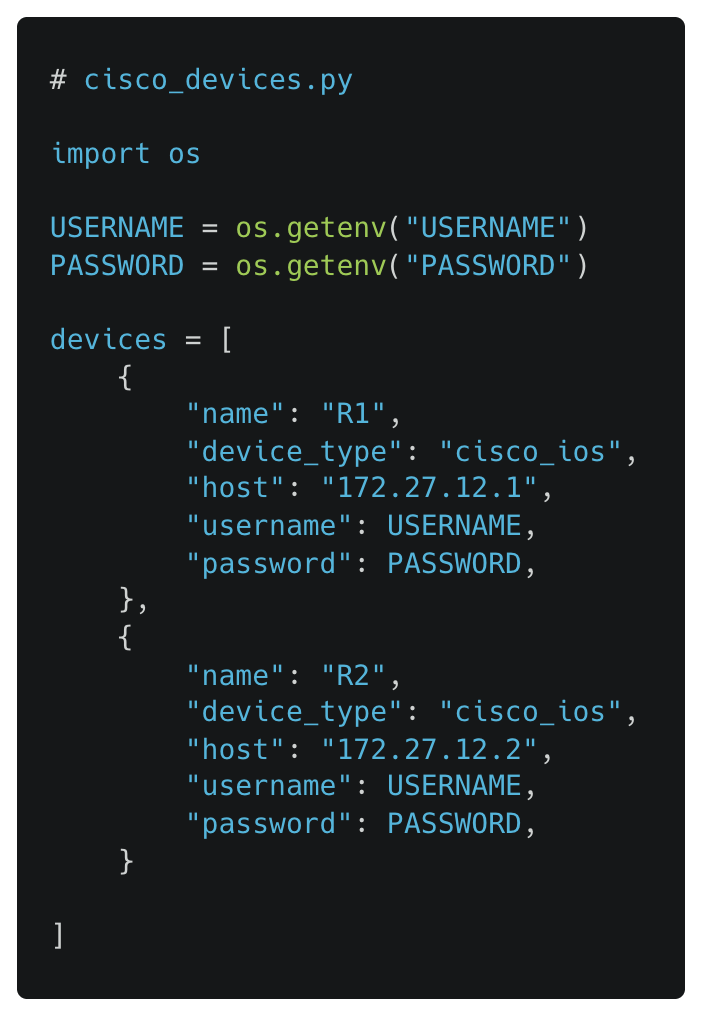 # cisco_devices.py
import os
USERNAME = os.getenv("USERNAME")
PASSWORD = os.getenv("PASSWORD")
devices = [
    {
        "name": "R1",
        "device_type": "cisco_ios",
        "host": "172.27.12.1",
        "username": USERNAME,
        "password": PASSWORD,
    },
    {
        "name": "R2",
        "device_type": "cisco_ios",
        "host": "172.27.12.2",
        "username": USERNAME,
        "password": PASSWORD,
    }
]